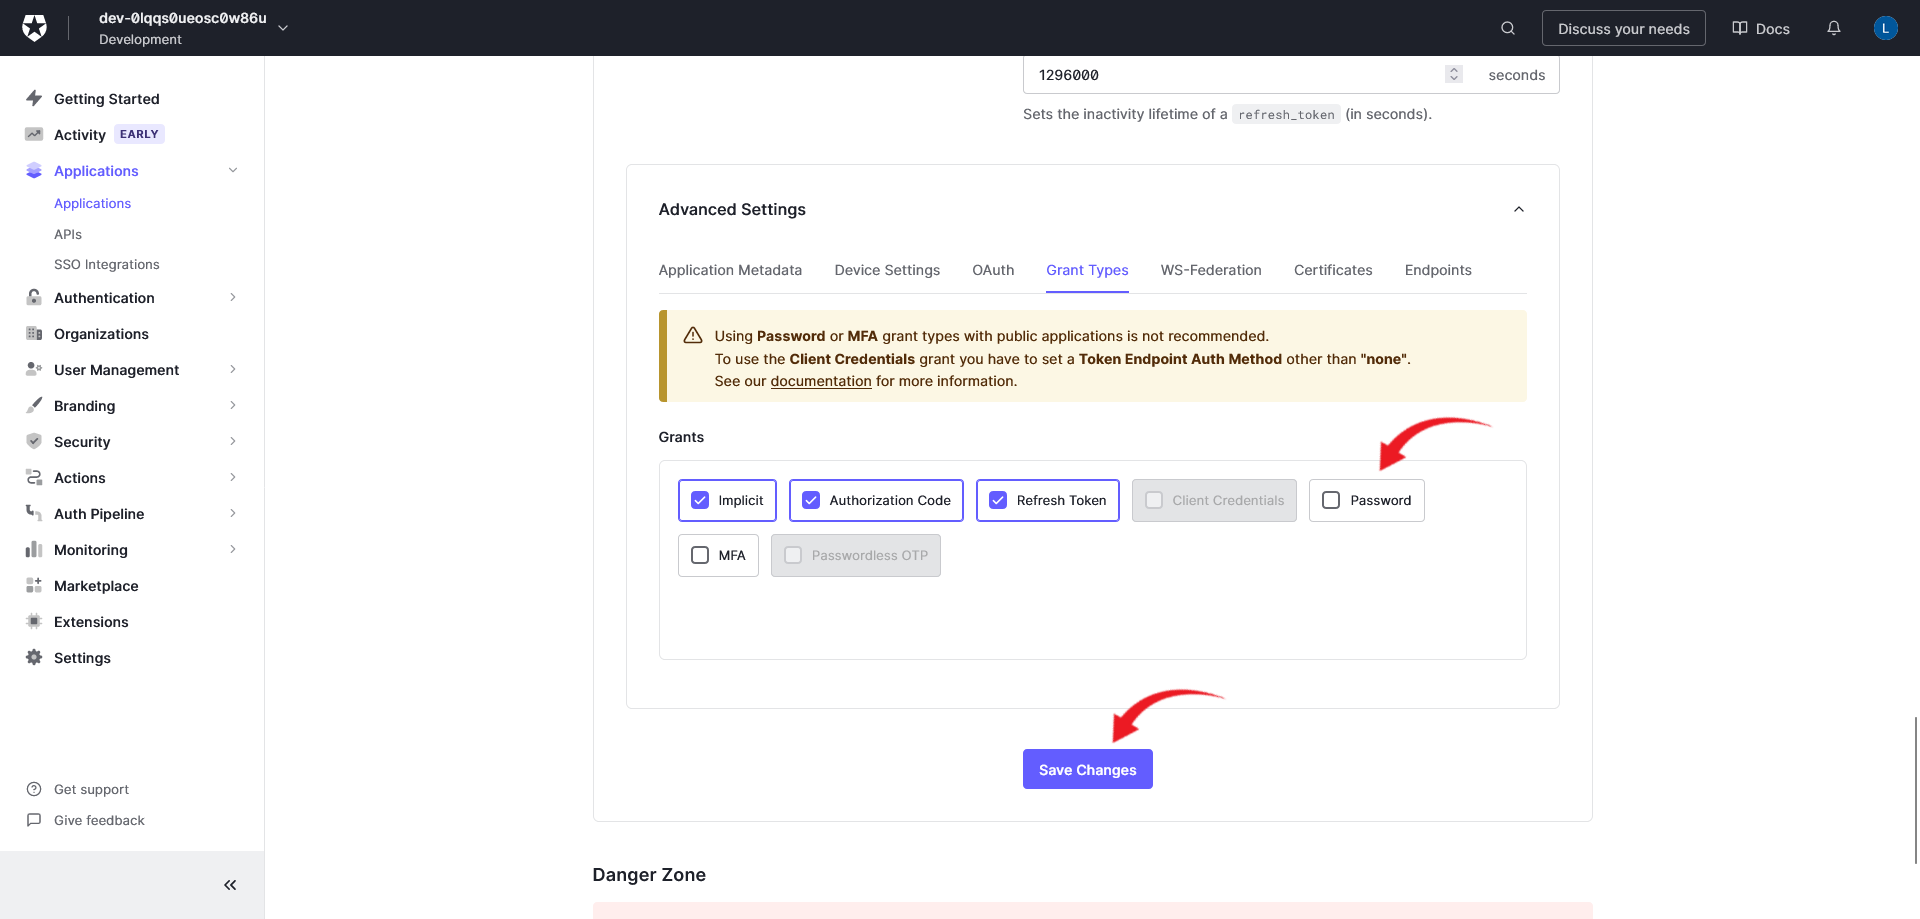 dev-0lqqs0ueosc0w86u
Development
Discuss your needs
Docs
L
Getting Started
Activity EARLY
Applications
Applications
APIs
SSO Integrations
Authentication
Organizations
User Management
Branding
Security
Actions
Auth Pipeline
Monitoring
Marketplace
Extensions
Settings
Get support
Give feedback
1296000 seconds
Sets the inactivity lifetime of a refresh_token (in seconds).
Advanced Settings
Application Metadata Device Settings OAuth Grant Types WS-Federation Certificates Endpoints
Using Password or MFA grant types with public applications is not recommended.
To use the Client Credentials grant you have to set a Token Endpoint Auth Method other than "none".
See our documentation for more information.
Grants
Implicit Authorization Code Refresh Token Client Credentials Password
MFA Passwordless OTP
Save Changes
Danger Zone